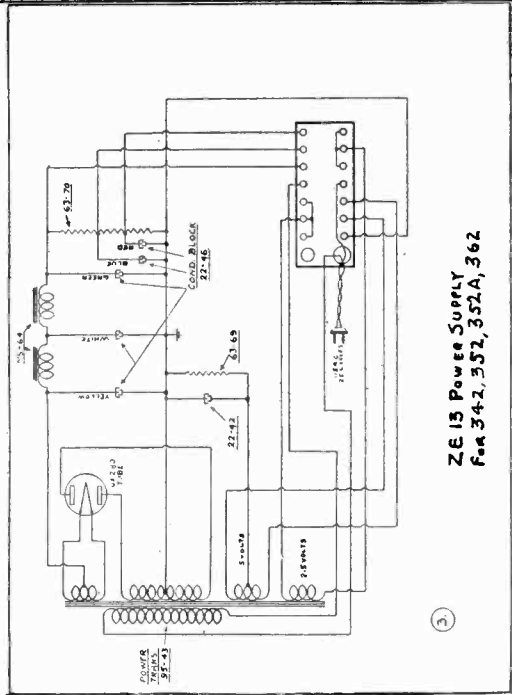 63-70
RED
BLUE
GREEN
WHITE
YELLOW
COND. BLOCK
22-46
63-69
22-42
TUBE
5 VOLTS
2.5 VOLTS
POWER
TRANS
95-43
ZE 13 POWER SUPPLY
FOR 342, 352, 352A, 362
3.